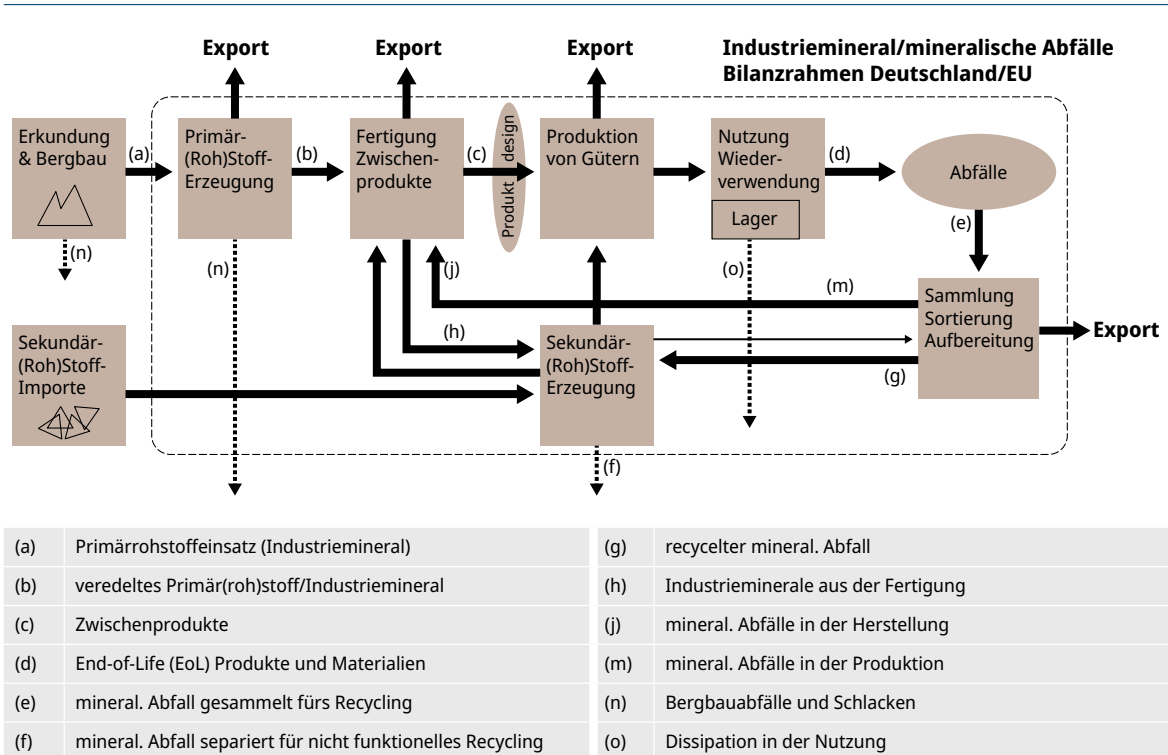 Export
Export
Export
Industriemineral/mineralische Abfälle
Bilanzrahmen Deutschland/EU
Erkundung
& Bergbau
(a)
Primär-
(Roh)Stoff-
Erzeugung
(b)
Fertigung
Zwischen-
produkte
(c)
Produkt design
Produktion
von Gütern
Nutzung
Wieder-
verwendung
Lager
(d)
Abfälle
(e)
(n)
(n)
(j)
(o)
(m)
Sammlung
Sortierung
Aufbereitung
Export
Sekundär-
(Roh)Stoff-
Importe
(h)
Sekundär-
(Roh)Stoff-
Erzeugung
(g)
(f)
(a) Primärrohstoffeinsatz (Industriemineral)
(b) veredeltes Primär(roh)stoff/Industriemineral
(c) Zwischenprodukte
(d) End-of-Life (EoL) Produkte und Materialien
(e) mineral. Abfall gesammelt fürs Recycling
(f) mineral. Abfall separiert für nicht funktionelles Recycling
(g) recycelter mineral. Abfall
(h) Industrieminerale aus der Fertigung
(j) mineral. Abfälle in der Herstellung
(m) mineral. Abfälle in der Produktion
(n) Bergbauabfälle und Schlacken
(o) Dissipation in der Nutzung